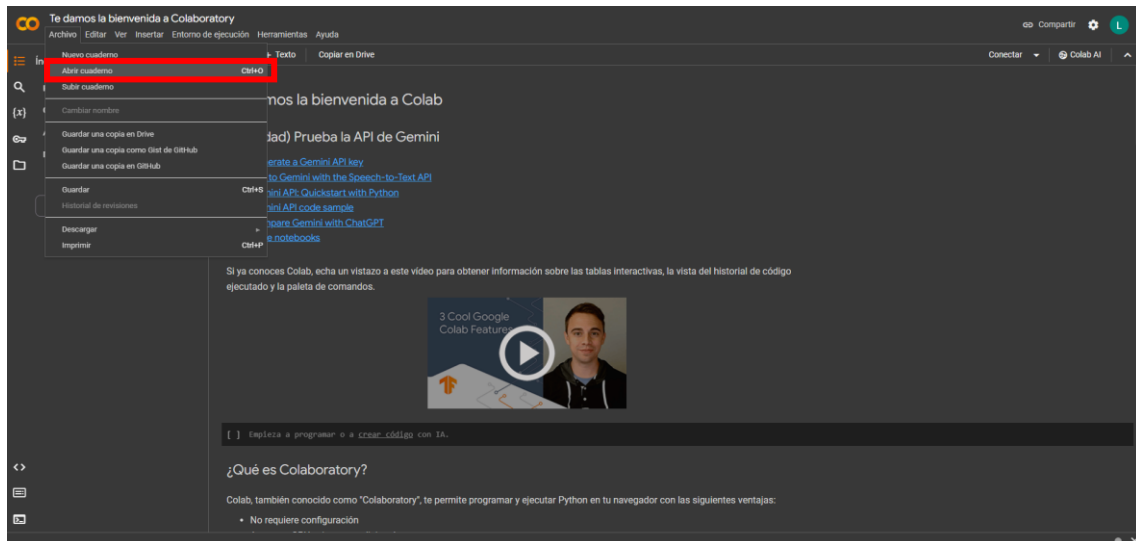 Te damos la bienvenida a Colaboratory
Archivo Editar Ver Insertar Entorno de ejecución Herramientas Ayuda
Compartir
L
Nuevo cuaderno
Abrir cuaderno Ctrl+O
Subir cuaderno
Cambiar nombre
Guardar una copia en Drive
Guardar una copia como Gist de GitHub
Guardar una copia en GitHub
Guardar Ctrl+S
Historial de revisiones
Descargar
Imprimir Ctrl+P
+ Texto Copiar en Drive
Conectar Colab AI
mos la bienvenida a Colab
dad) Prueba la API de Gemini
erate a Gemini API key
to Gemini with the Speech-to-Text API
nini API: Quickstart with Python
nini API code sample
npare Gemini with ChatGPT
e notebooks
Si ya conoces Colab, echa un vistazo a este video para obtener información sobre las tablas interactivas, la vista del historial de código
ejecutado y la paleta de comandos.
3 Cool Google
Colab Features
[ ] Empieza a programar o a crear código con IA.
¿Qué es Colaboratory?
Colab, también conocido como "Colaboratory", te permite programar y ejecutar Python en tu navegador con las siguientes ventajas:
• No requiere configuración